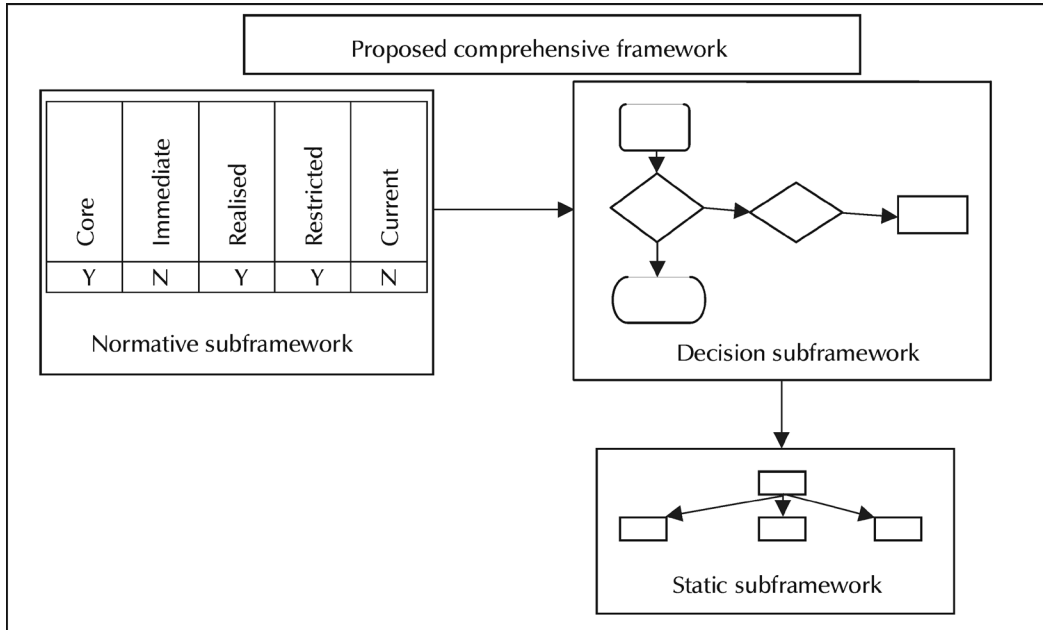 Proposed comprehensive framework
Core
Immediate
Realised
Restricted
Current
Y N Y Y N
Normative subframework
Decision subframework
Static subframework